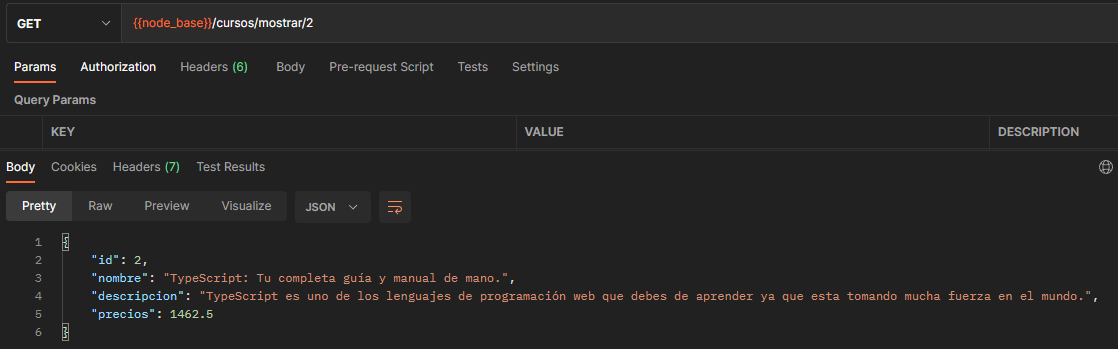 GET {{node_base}}/cursos/mostrar/2
Params Authorization Headers (6) Body Pre-request Script Tests Settings
Query Params
KEY VALUE DESCRIPTION
Body Cookies Headers (7) Test Results
Pretty Raw Preview Visualize JSON
1 {
2 "id": 2,
3 "nombre": "TypeScript: Tu completa guía y manual de mano.",
4 "descripcion": "TypeScript es uno de los lenguajes de programación web que debes de aprender ya que esta tomando mucha fuerza en el mundo.",
5 "precios": 1462.5
6 }